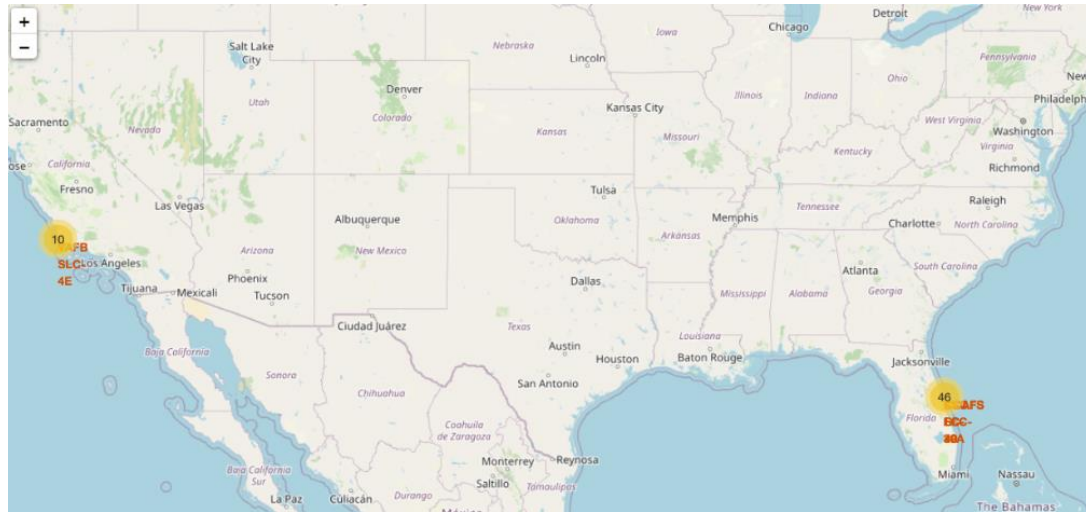 +
−
New York
Detroit
Chicago
Iowa
Salt Lake
City
Nebraska
Lincoln
Pennsylvania
New
Ohio
Philadelph
Denver
Utah
Illinois
Indiana
Colorado
Kansas City
Sacramento
Nevada
West Virginia
Washington
Kansas
Missouri
ose
California
Virginia
Kentucky
Richmond
Fresno
Tulsa
Las Vegas
Raleigh
Tennessee
Albuquerque
Memphis
Charlotte
North Carolina
Oklahoma
10
Arizona
New Mexico
Arkansas
Los Angeles
SLC-
4E
South Carolina
Atlanta
Phoenix
Dallas
Tijuana
Mexicali
Tucson
Mississippi
Alabama
Georgia
Ciudad Juárez
Texas
Louisiana
Austin
Baja California
Houston
Baton Rouge
Jacksonville
Sonora
San Antonio
Chihuahua
46
Florida
Coahuila
de Zaragoza
Monterrey
Reynosa
Baja California
Sur
Miami
Nassau
Saltillo
Tamaulipas
La Paz
Culiacán
Durango
The Bahamas